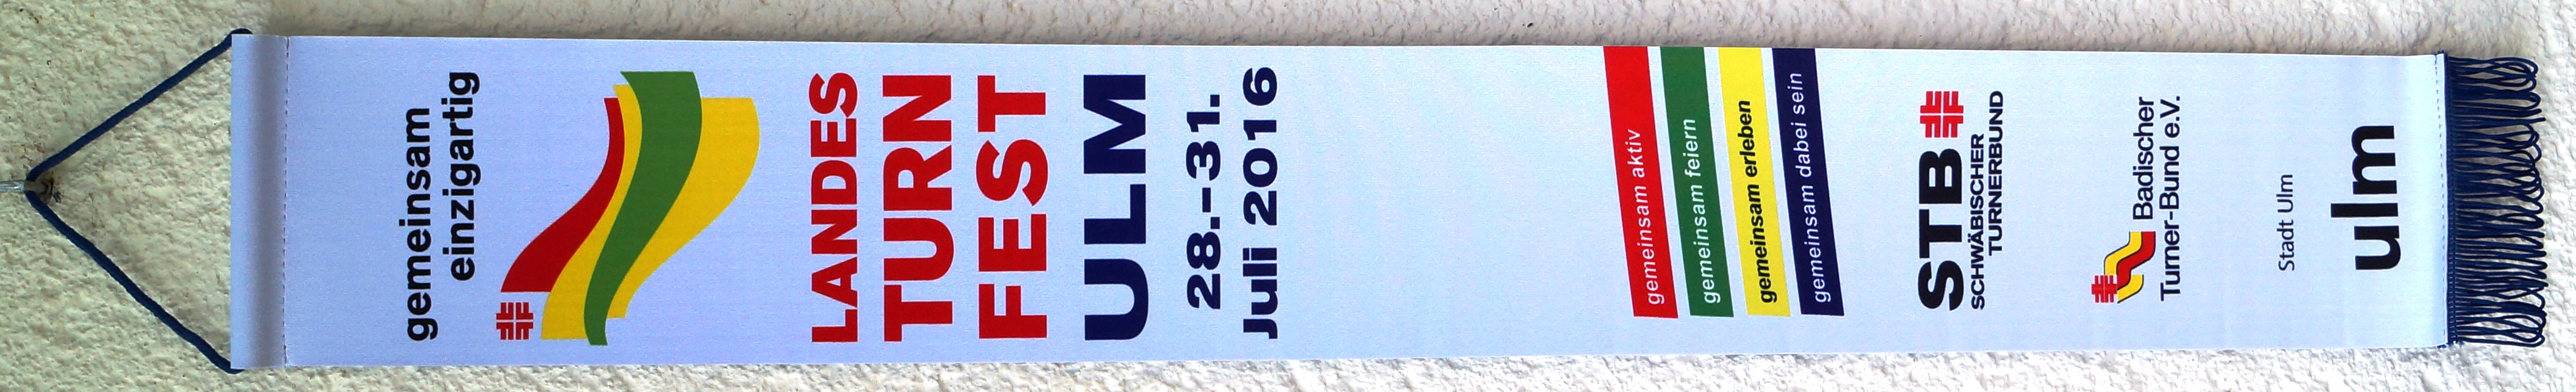 gemeinsam
einzigartig
LANDES
TURN
FEST
ULM
28.-31.
Juli 2016
gemeinsam aktiv
gemeinsam feiern
gemeinsam erleben
gemeinsam dabei sein
STB
SCHWÄBISCHER
TURNERBUND
Badischer
Turner-Bund e.V.
Stadt Ulm
ulm